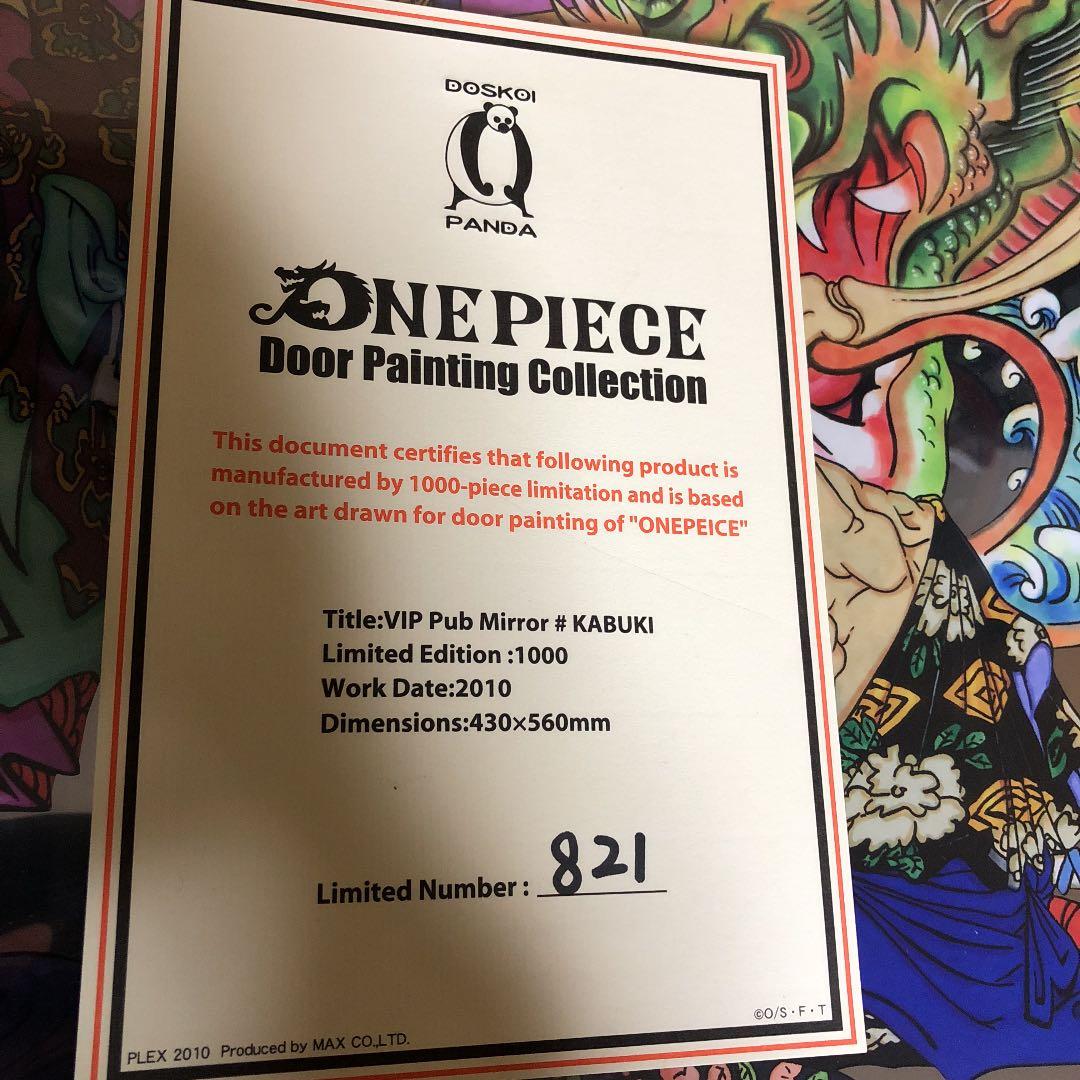 DOSKOI
PANDA
ONE PIECE
Door Painting Collection
This document certifies that following product is
manufactured by 1000-piece limitation and is based
on the art drawn for door painting of "ONEPEICE"
Title:VIP Pub Mirror # KABUKI
Limited Edition :1000
Work Date:2010
Dimensions:430×560mm
Limited Number : 821
©O/S・F・T
PLEX 2010 Produced by MAX CO.,LTD.